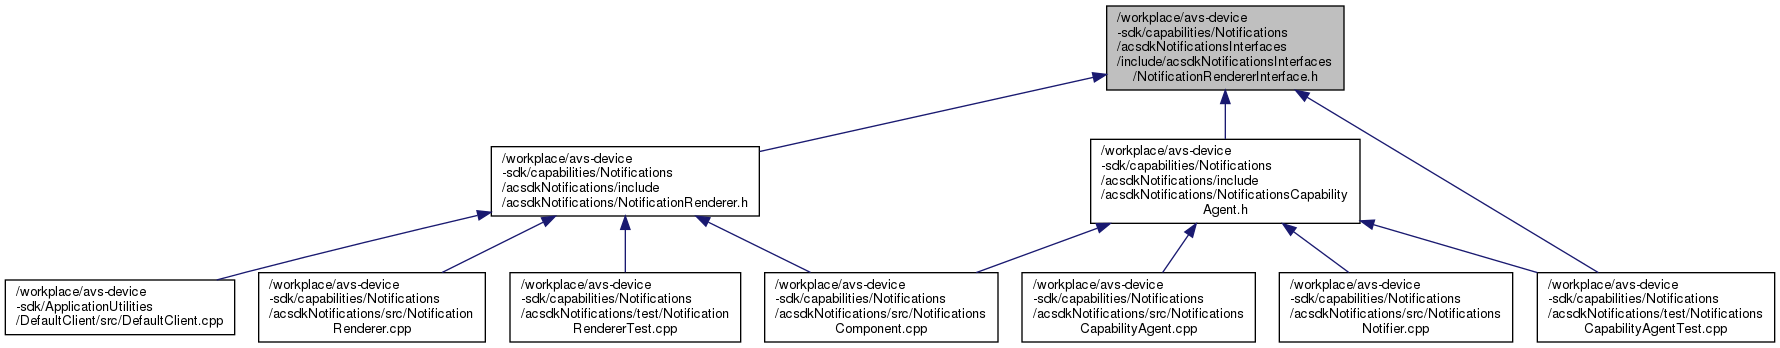 /workplace/avs-device
-sdk/capabilities/Notifications
/acsdkNotificationsInterfaces
/include/acsdkNotificationsInterfaces
/NotificationRendererInterface.h
/workplace/avs-device
-sdk/capabilities/Notifications
/acsdkNotifications/include
/acsdkNotifications/NotificationRenderer.h
/workplace/avs-device
-sdk/capabilities/Notifications
/acsdkNotifications/include
/acsdkNotifications/NotificationsCapability
Agent.h
/workplace/avs-device
-sdk/ApplicationUtilities
/DefaultClient/src/DefaultClient.cpp
/workplace/avs-device
-sdk/capabilities/Notifications
/acsdkNotifications/src/Notification
Renderer.cpp
/workplace/avs-device
-sdk/capabilities/Notifications
/acsdkNotifications/test/Notification
RendererTest.cpp
/workplace/avs-device
-sdk/capabilities/Notifications
/acsdkNotifications/src/Notifications
Component.cpp
/workplace/avs-device
-sdk/capabilities/Notifications
/acsdkNotifications/src/Notifications
CapabilityAgent.cpp
/workplace/avs-device
-sdk/capabilities/Notifications
/acsdkNotifications/src/Notifications
Notifier.cpp
/workplace/avs-device
-sdk/capabilities/Notifications
/acsdkNotifications/test/Notifications
CapabilityAgentTest.cpp